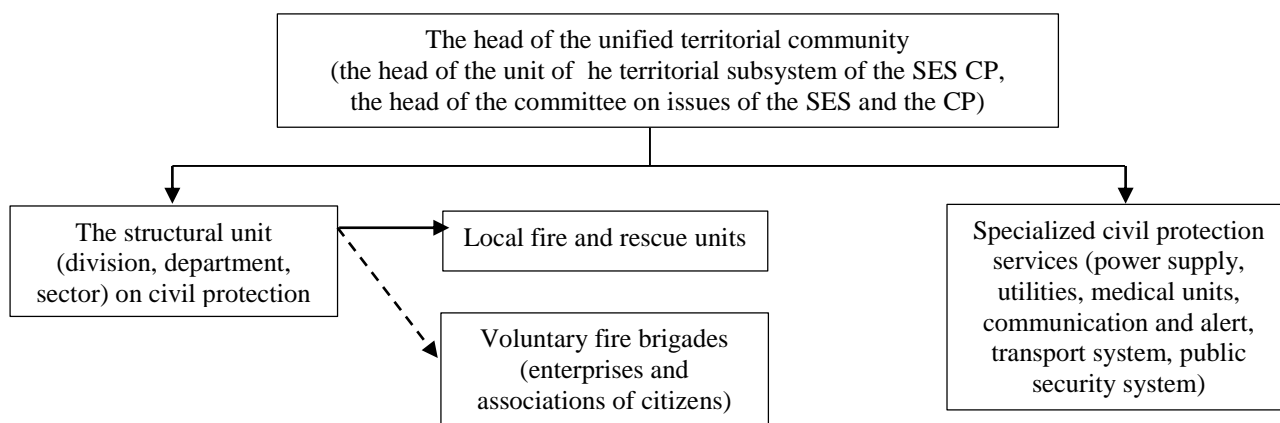 The head of the unified territorial community
(the head of the unit of he territorial subsystem of the SES CP,
the head of the committee on issues of the SES and the CP)
The structural unit
(division, department,
sector) on civil protection
Local fire and rescue units
Voluntary fire brigades
(enterprises and
associations of citizens)
Specialized civil protection
services (power supply,
utilities, medical units,
communication and alert,
transport system, public
security system)